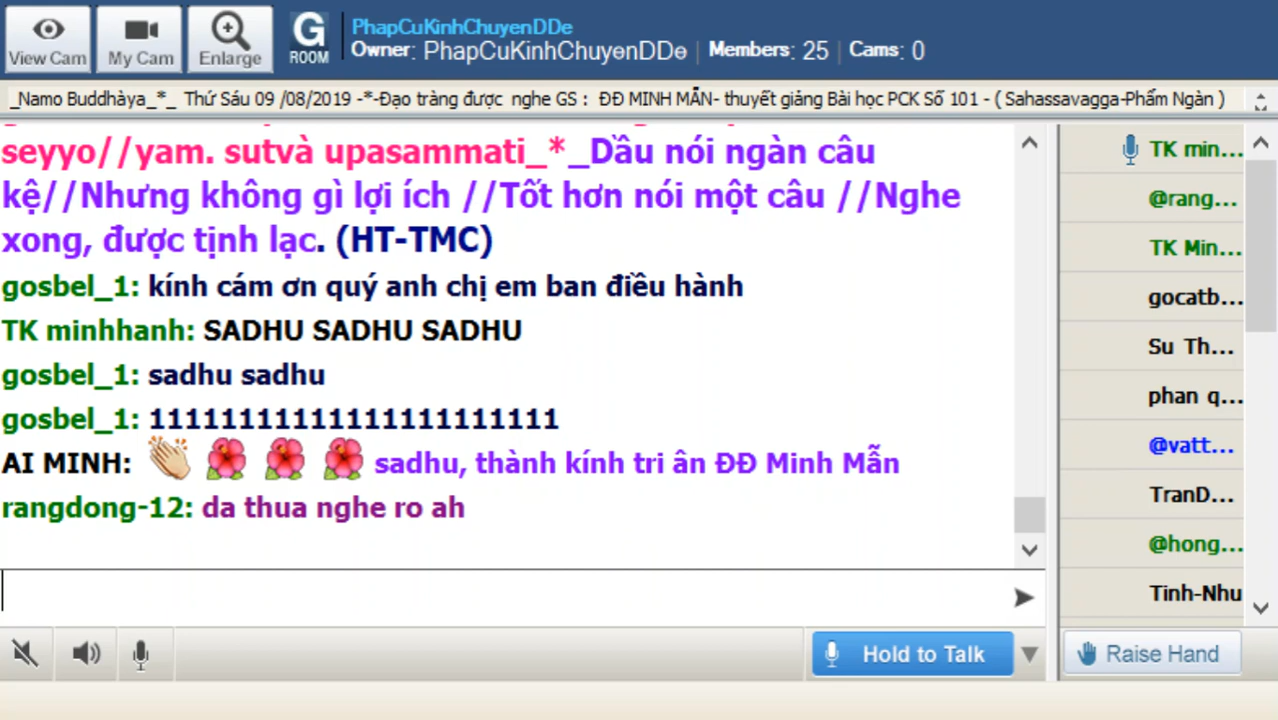 View Cam
My Cam
Enlarge
G
ROOM
PhapCuKinhChuyenDDe
Owner: PhapCuKinhChuyenDDe | Members: 25 | Cams: 0
_Namo Buddhàya_*_ Thứ Sáu 09 /08/2019 -*-Đạo tràng được nghe GS : ĐĐ MINH MẪN- thuyết giảng Bài học PCK Số 101 - ( Sahassavagga-Phẩm Ngàn )
seyyo//yam. sutvà upasammati_*_Dầu nói ngàn câu
kệ//Nhưng không gì lợi ích //Tốt hơn nói một câu //Nghe
xong, được tịnh lạc. (HT-TMC)
gosbel_1: kính cám ơn quý anh chị em ban điều hành
TK minhhanh: SADHU SADHU SADHU
gosbel_1: sadhu sadhu
gosbel_1: 11111111111111111111111
AI MINH: sadhu, thành kính tri ân ĐĐ Minh Mẫn
rangdong-12: da thua nghe ro ah
TK min...
@rang...
TK Min...
gocatb...
Su Th...
phan q...
@vatt...
TranD...
@hong...
Tinh-Nhu
Hold to Talk
Raise Hand